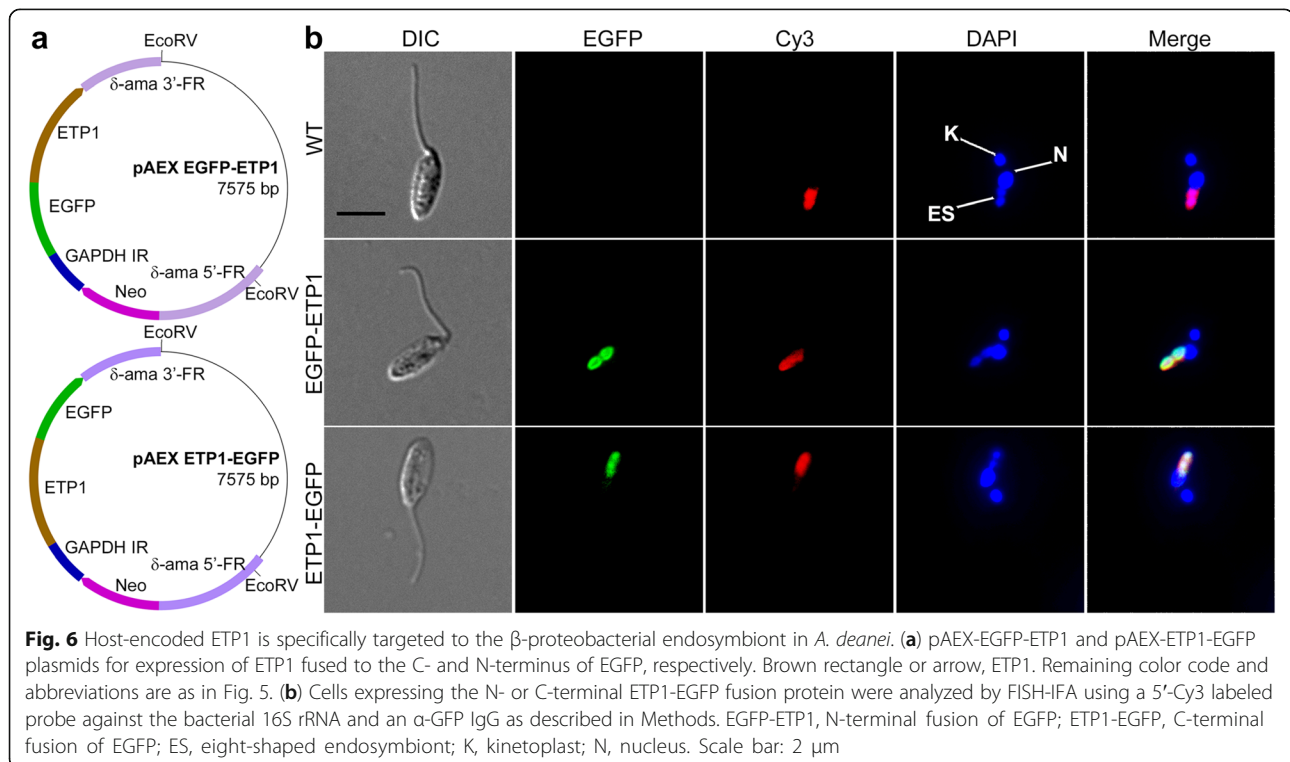 a
EcoRV
δ-ama 3'-FR
ETP1
pAEX EGFP-ETP1
7575 bp
EGFP
GAPDH IR
δ-ama 5'-FR
Neo
EcoRV
EcoRV
δ-ama 3'-FR
EGFP
pAEX ETP1-EGFP
7575 bp
ETP1
GAPDH IR
δ-ama 5'-FR
Neo
EcoRV
b
DIC EGFP Cy3 DAPI Merge
WT
K
N
ES
EGFP-ETP1
ETP1-EGFP
Fig. 6 Host-encoded ETP1 is specifically targeted to the β-proteobacterial endosymbiont in A. deanei. (a) pAEX-EGFP-ETP1 and pAEX-ETP1-EGFP
plasmids for expression of ETP1 fused to the C- and N-terminus of EGFP, respectively. Brown rectangle or arrow, ETP1. Remaining color code and
abbreviations are as in Fig. 5. (b) Cells expressing the N- or C-terminal ETP1-EGFP fusion protein were analyzed by FISH-IFA using a 5′-Cy3 labeled
probe against the bacterial 16S rRNA and an α-GFP IgG as described in Methods. EGFP-ETP1, N-terminal fusion of EGFP; ETP1-EGFP, C-terminal
fusion of EGFP; ES, eight-shaped endosymbiont; K, kinetoplast; N, nucleus. Scale bar: 2 μm